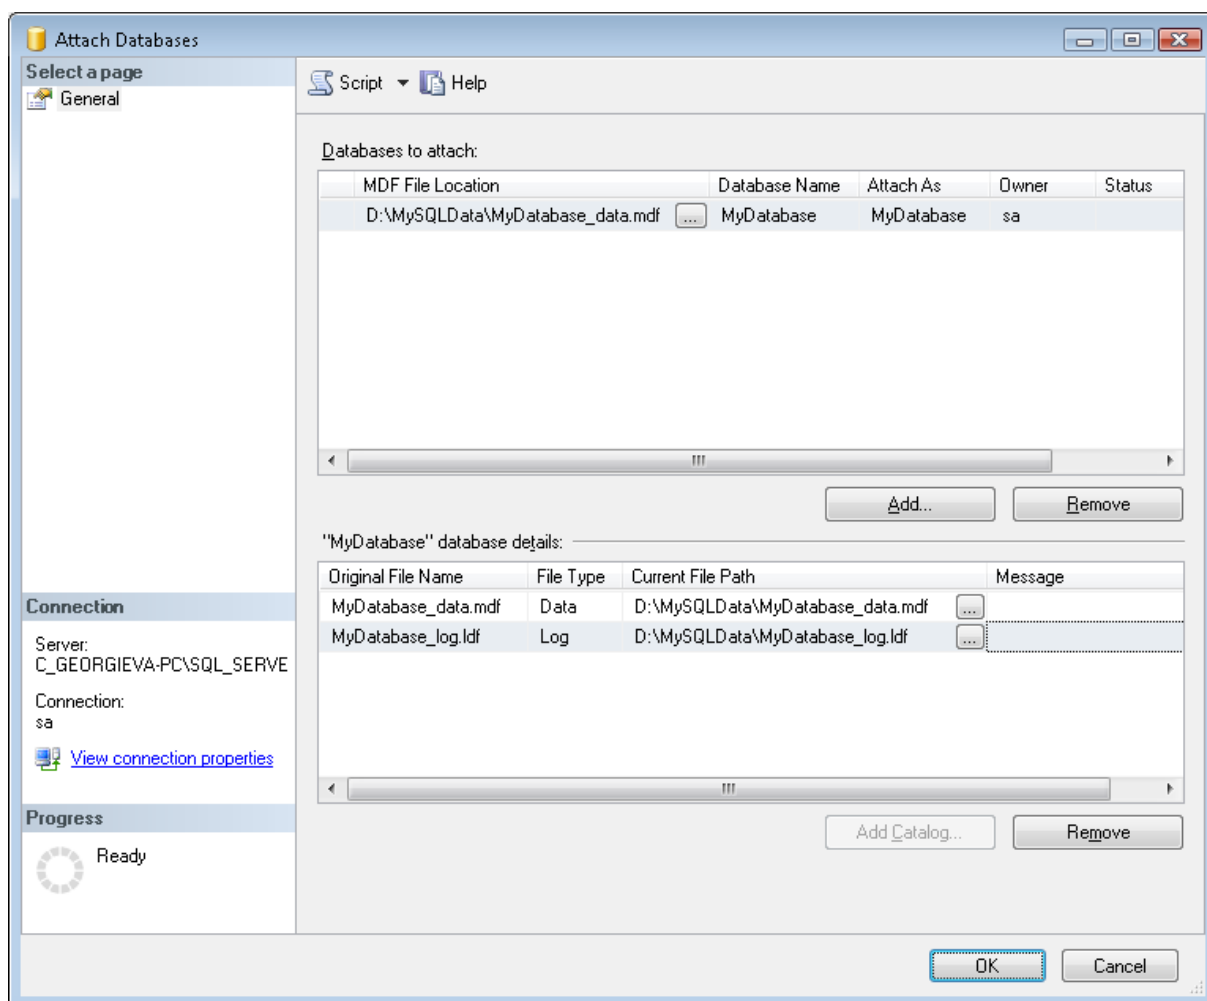 Attach Databases
Select a page
General
Script Help
Databases to attach:
MDF File Location Database Name Attach As Owner Status
D:\MySQLData\MyDatabase_data.mdf ... MyDatabase MyDatabase sa
Add... Remove
"MyDatabase" database details:
Original File Name File Type Current File Path Message
MyDatabase_data.mdf Data D:\MySQLData\MyDatabase_data.mdf ...
MyDatabase_log.ldf Log D:\MySQLData\MyDatabase_log.ldf ...
Add Catalog... Remove
Connection
Server:
C_GEORGIEVA-PC\SQL_SERVE
Connection:
sa
View connection properties
Progress
Ready
OK Cancel